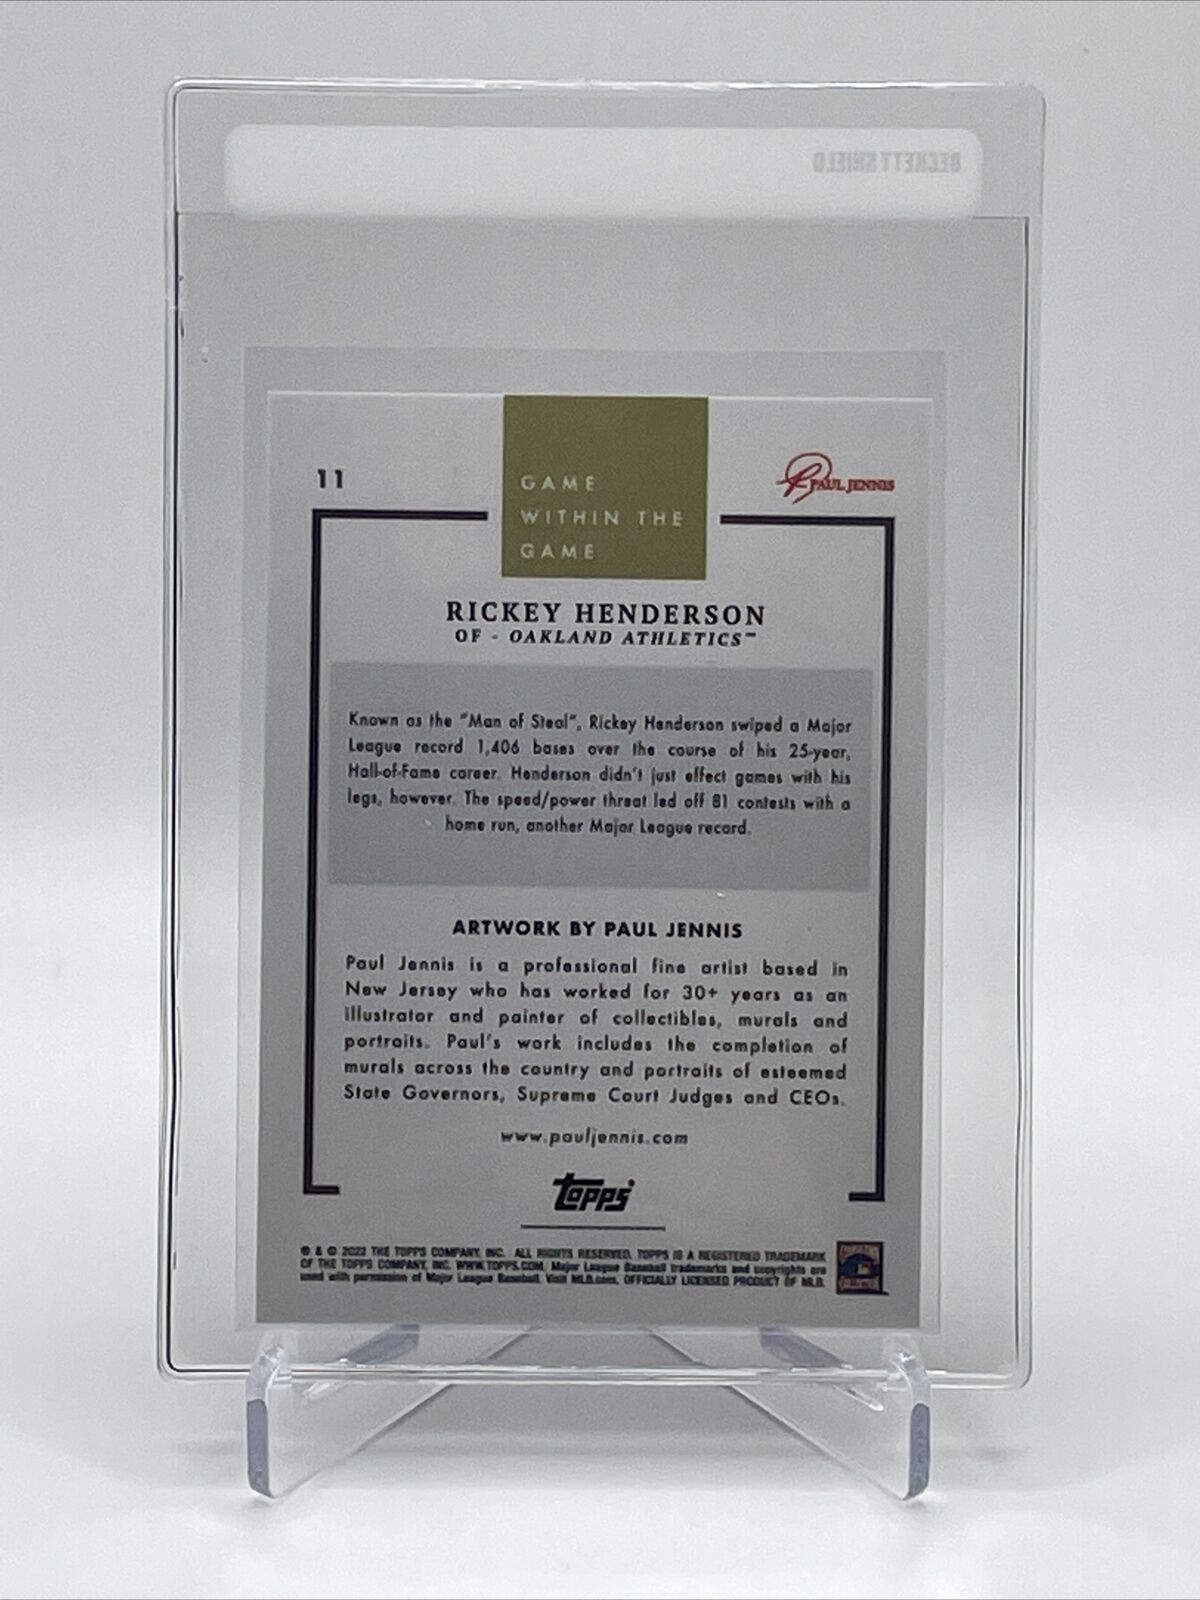 BECKETT SHIELD
11
GAME
WITHIN THE
GAME
PAUL JENNIS
RICKEY HENDERSON
OF - OAKLAND ATHLETICS™
Known as the "Man of Steal", Rickey Henderson swiped a Major
League record 1,406 bases over the course of his 25-year,
Hall-of-Fame career. Henderson didn't just effect games with his
legs, however. The speed/power threat led off 81 contests with a
home run, another Major League record.
ARTWORK BY PAUL JENNIS
Paul Jennis is a professional fine artist based in
New Jersey who has worked for 30+ years as an
illustrator and painter of collectibles, murals and
portraits. Paul's work includes the completion of
murals across the country and portraits of esteemed
State Governors, Supreme Court Judges and CEOs.
www.pauljennis.com
topps®
® & © 2022 THE TOPPS COMPANY, INC. ALL RIGHTS RESERVED. TOPPS IS A REGISTERED TRADEMARK
OF THE TOPPS COMPANY, INC. WWW.TOPPS.COM. Major League Baseball trademarks and copyrights are
used with permission of Major League Baseball. Visit MLB.com. OFFICIALLY LICENSED PRODUCT OF MLB.